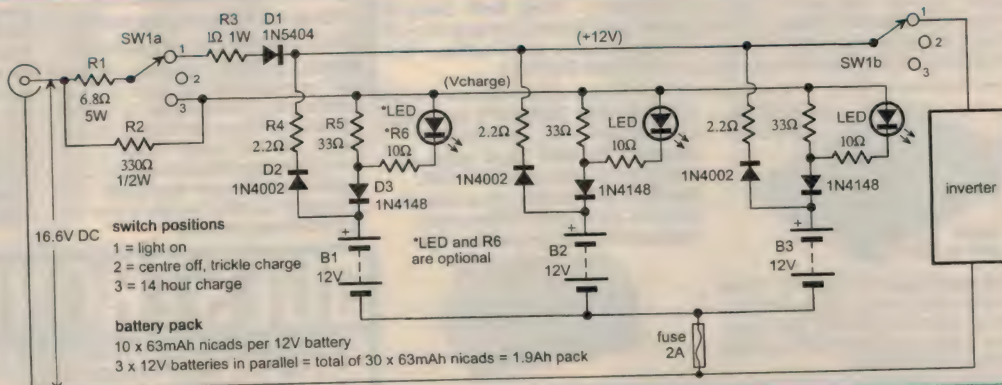 SW1a
R3
1Ω 1W
D1
1N5404
(+12V)
SW1b
1
2
3
R1
6.8Ω
5W
1
2
3
R2
330Ω
1/2W
(Vcharge)
R4
2.2Ω
D2
1N4002
R5
33Ω
*LED
*R6
10Ω
D3
1N4148
2.2Ω
1N4002
33Ω
LED
10Ω
1N4148
2.2Ω
1N4002
33Ω
LED
10Ω
1N4148
inverter
16.6V DC
switch positions
1 = light on
2 = centre off, trickle charge
3 = 14 hour charge
+
B1
12V
*LED and R6
are optional
+
B2
12V
+
B3
12V
battery pack
10 x 63mAh nicads per 12V battery
3 x 12V batteries in parallel = total of 30 x 63mAh nicads = 1.9Ah pack
fuse
2A